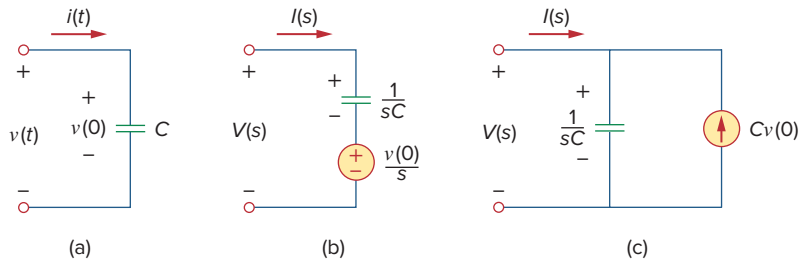 i(t)
+
v(t)
−
+
v(0)
−
C
(a)
I(s)
+
V(s)
−
+
−
1
sC
+
−
v(0)
s
(b)
I(s)
+
V(s)
−
+
1
sC
−
Cv(0)
(c)